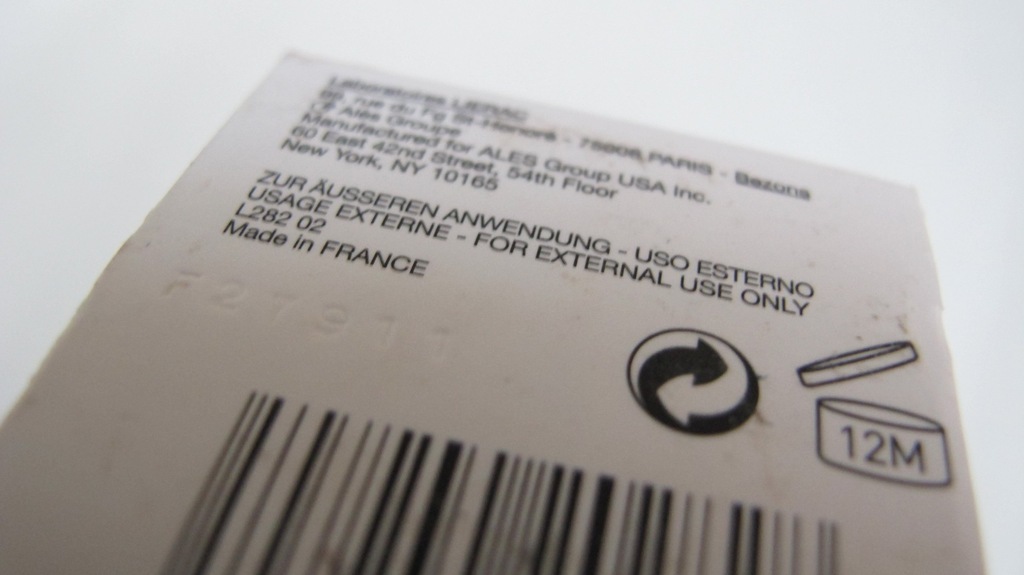 Laboratoires LIERAC
99, rue du Fg St-Honoré - 75008 PARIS - Bezons
Alès Groupe
Manufactured for ALES Group USA Inc.
60 East 42nd Street, 54th Floor
New York, NY 10165
ZUR ÄUSSEREN ANWENDUNG - USO ESTERNO
USAGE EXTERNE - FOR EXTERNAL USE ONLY
L282 02
Made in FRANCE
F27911
12M